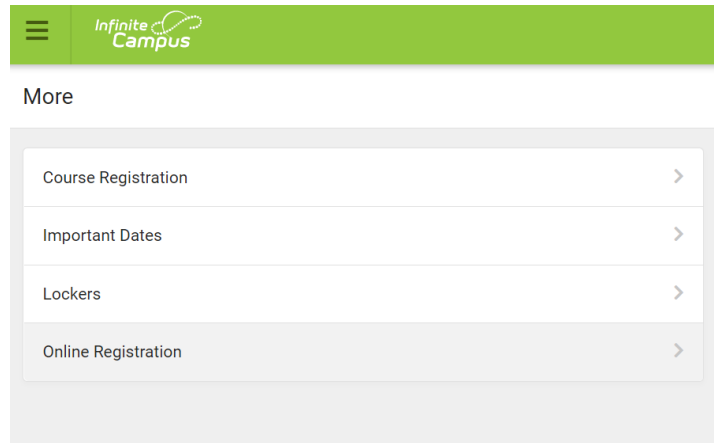 Infinite
Campus
More
Course Registration
Important Dates
Lockers
Online Registration